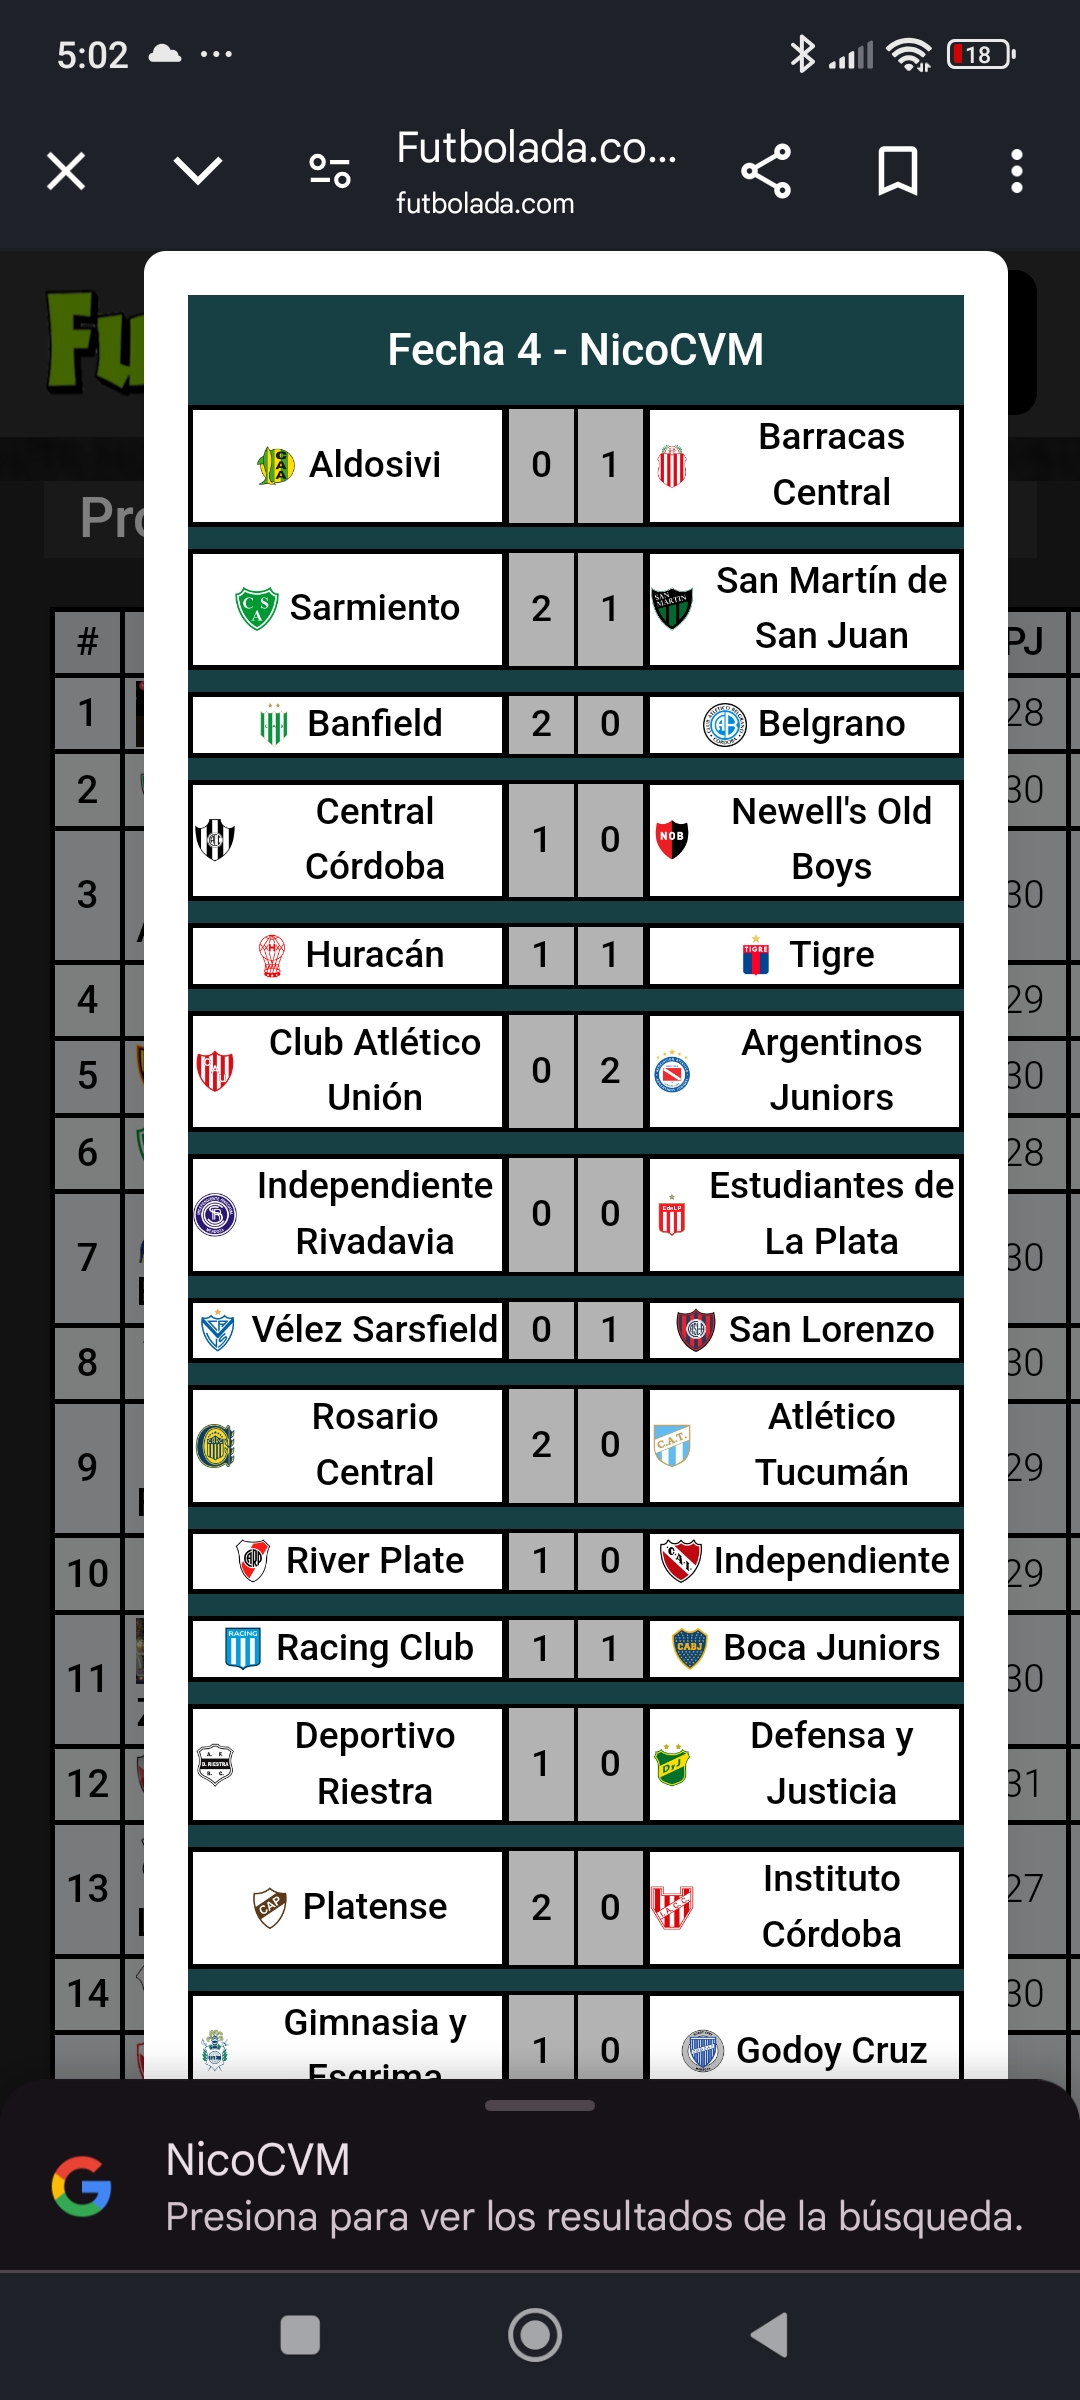 5:02
18
Futbolada.co...
futbolada.com
Fu
Fecha 4 - NicoCVM
Aldosivi 0 1 Barracas Central
Sarmiento 2 1 San Martín de San Juan
Banfield 2 0 Belgrano
Central Córdoba 1 0 Newell's Old Boys
Huracán 1 1 Tigre
Club Atlético Unión 0 2 Argentinos Juniors
Independiente Rivadavia 0 0 Estudiantes de La Plata
Vélez Sarsfield 0 1 San Lorenzo
Rosario Central 2 0 Atlético Tucumán
River Plate 1 0 Independiente
Racing Club 1 1 Boca Juniors
Deportivo Riestra 1 0 Defensa y Justicia
Platense 2 0 Instituto Córdoba
Gimnasia y Esgrima 1 0 Godoy Cruz
Pro
# PJ
1 28
2 30
3 30
4 29
5 30
6 28
7 30
8 30
9 29
10 29
11 30
12 31
13 27
14 30
NicoCVM
Presiona para ver los resultados de la búsqueda.